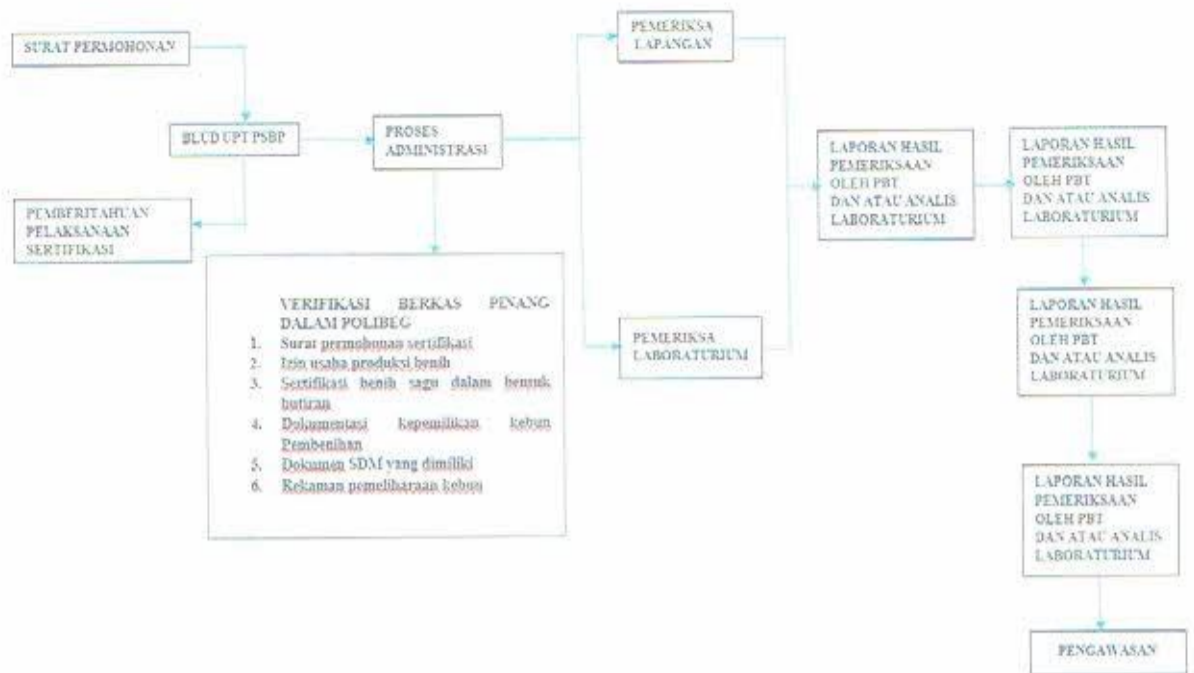 SURAT PERMOHONAN
BLUD UPT PSBP
PEMBERITAHUAN
PELAKSANAAN
SERTIFIKASI
PROSES
ADMINISTRASI
VERIFIKASI BERKAS PINANG
DALAM POLIBEG
1. Surat permohonan sertifikasi
2. Izin usaha produksi benih
3. Sertifikasi benih sagu dalam bentuk
butiran
4. Dokumentasi kepemilikan kebun
Pembenihan
5. Dokumen SDM yang dimiliki
6. Rekaman pemeliharaan kebun
PEMERIKSA
LAPANGAN
PEMERIKSA
LABORATURIUM
LAPORAN HASIL
PEMERIKSAAN
OLEH PBT
DAN ATAU ANALIS
LABORATURIUM
LAPORAN HASIL
PEMERIKSAAN
OLEH PBT
DAN ATAU ANALIS
LABORATURIUM
LAPORAN HASIL
PEMERIKSAAN
OLEH PBT
DAN ATAU ANALIS
LABORATURIUM
LAPORAN HASIL
PEMERIKSAAN
OLEH PBT
DAN ATAU ANALIS
LABORATURIUM
PENGAWASAN